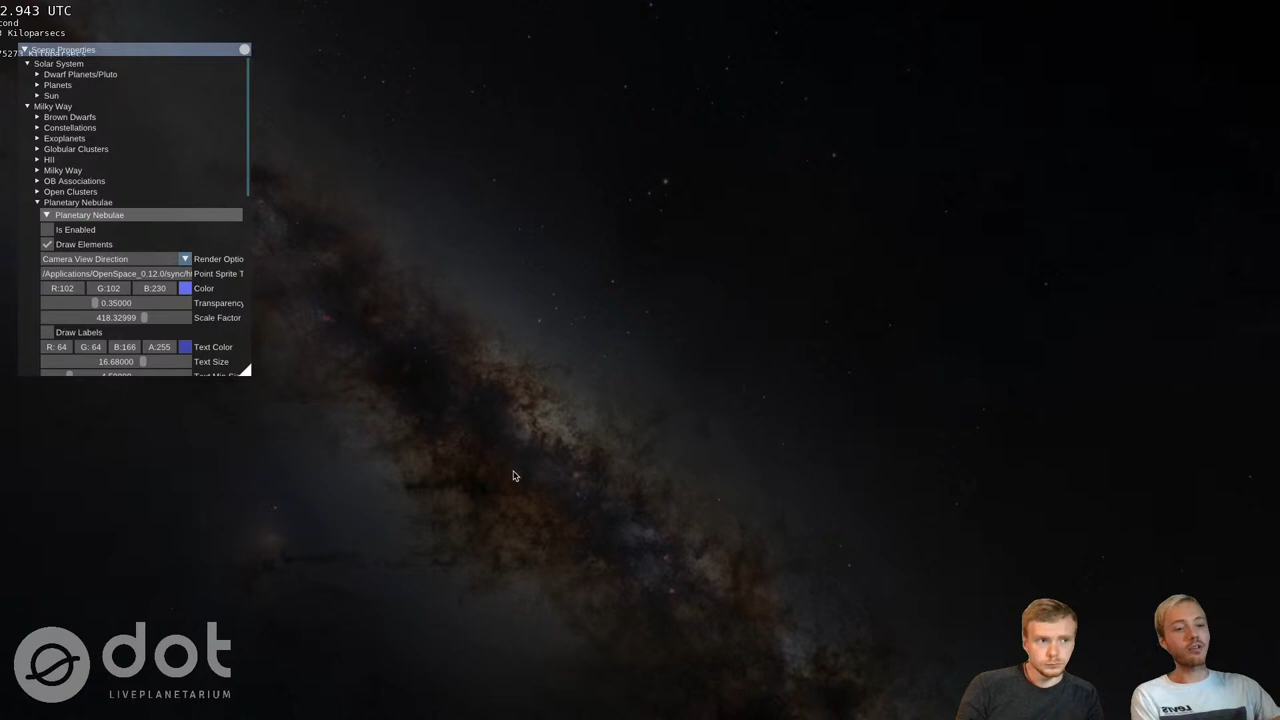 2.943 UTC
cond
Kiloparsecs
Scene Properties
7527 Kiloparsecs
Solar System
Dwarf Planets/Pluto
Planets
Sun
Milky Way
Brown Dwarfs
Constellations
Exoplanets
Globular Clusters
HII
Milky Way
OB Associations
Open Clusters
Planetary Nebulae
Planetary Nebulae
Is Enabled
Draw Elements
Camera View Direction Render Optio
/Applications/OpenSpace_0.12.0/sync/ht Point Sprite T
R:102 G:102 B:230 Color
0.35000 Transparency
418.32999 Scale Factor
Draw Labels
R: 64 G: 64 B:166 A:255 Text Color
16.68000 Text Size
dot
LIVEPLANETARIUM